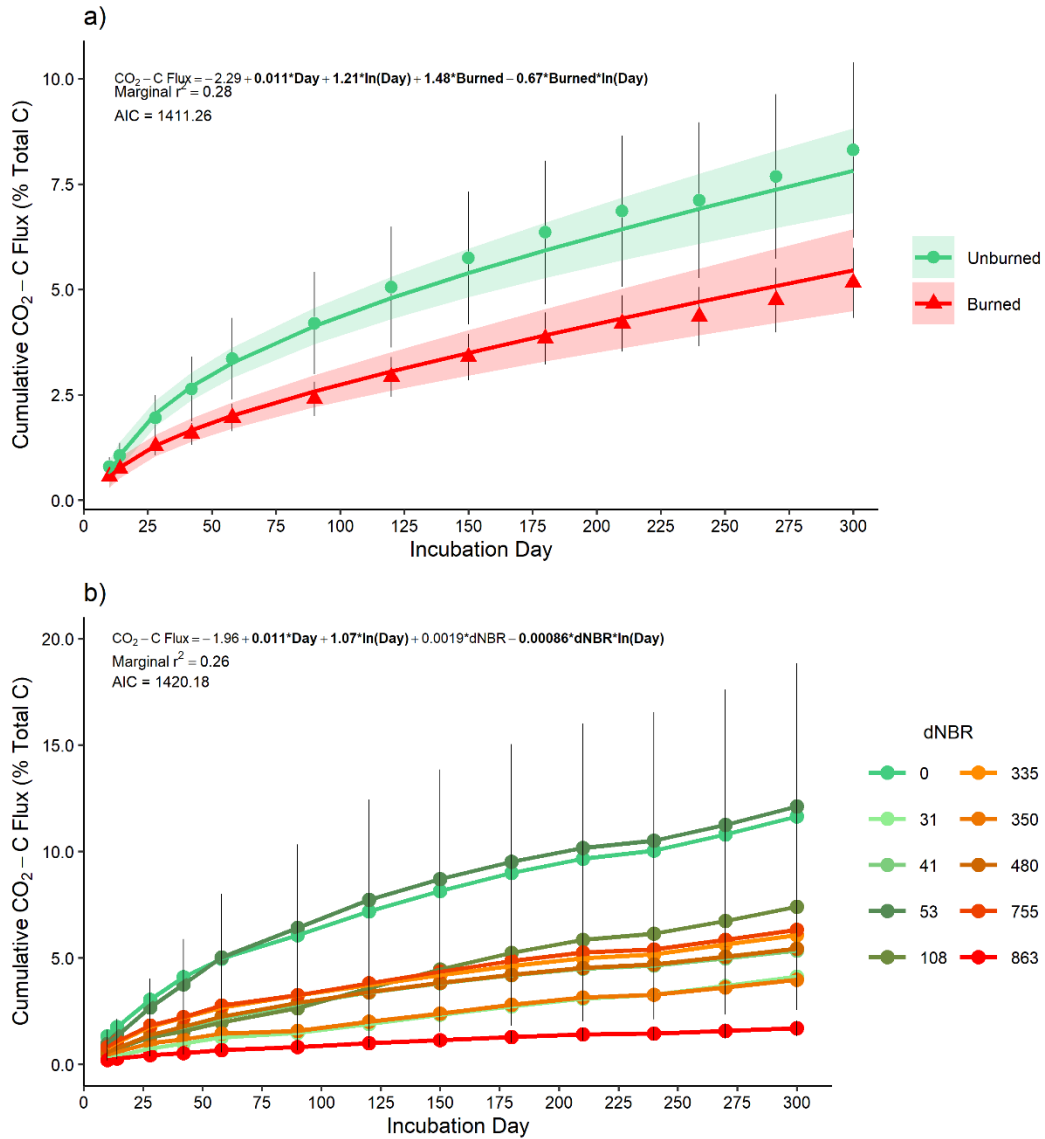 a)
CO₂ − C Flux = −2.29 + 0.011*Day + 1.21*ln(Day) + 1.48*Burned − 0.67*Burned*ln(Day)
Marginal r² = 0.28
AIC = 1411.26
10.0
7.5
5.0
2.5
0.0
Cumulative CO₂ − C Flux (% Total C)
0 25 50 75 100 125 150 175 200 225 250 275 300
Incubation Day
Unburned
Burned
b)
CO₂ − C Flux = −1.96 + 0.011*Day + 1.07*ln(Day) + 0.0019*dNBR − 0.00086*dNBR*ln(Day)
Marginal r² = 0.26
AIC = 1420.18
20.0
15.0
10.0
5.0
0.0
Cumulative CO₂ − C Flux (% Total C)
0 25 50 75 100 125 150 175 200 225 250 275 300
Incubation Day
dNBR
0 335
31 350
41 480
53 755
108 863